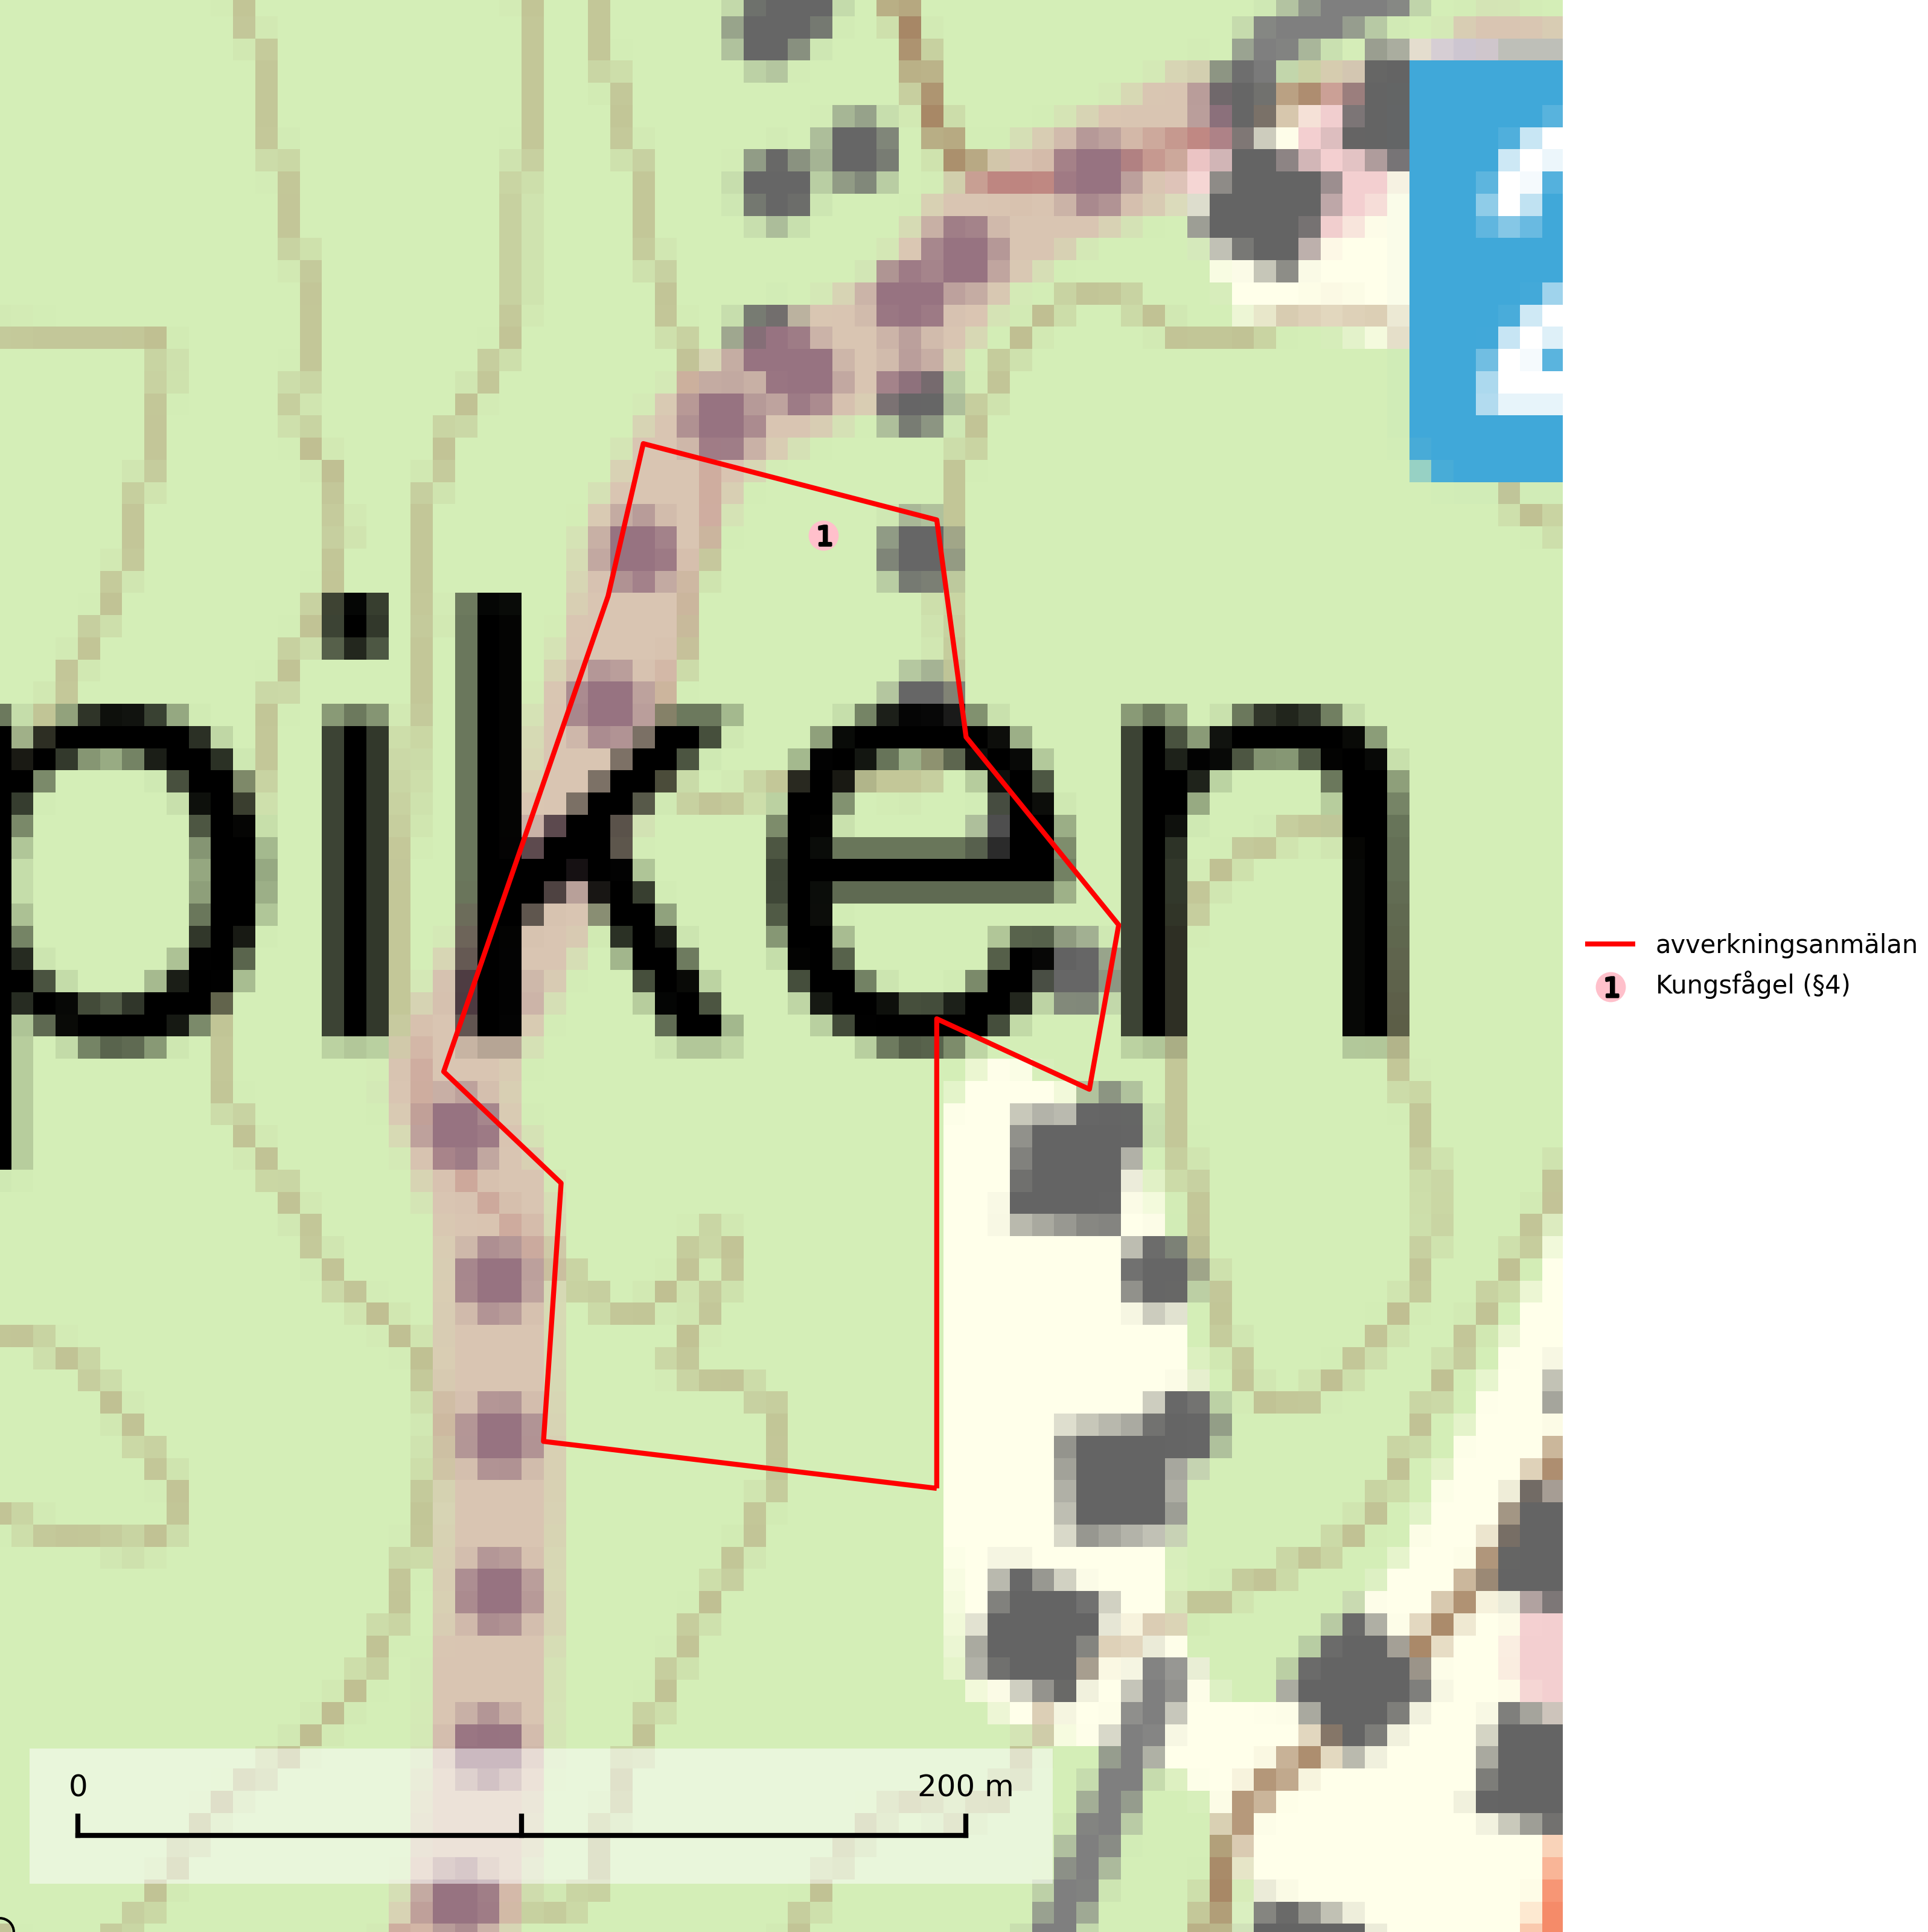 1
piken
avverkningsanmälan
1 Kungsfågel (§4)
0 200 m